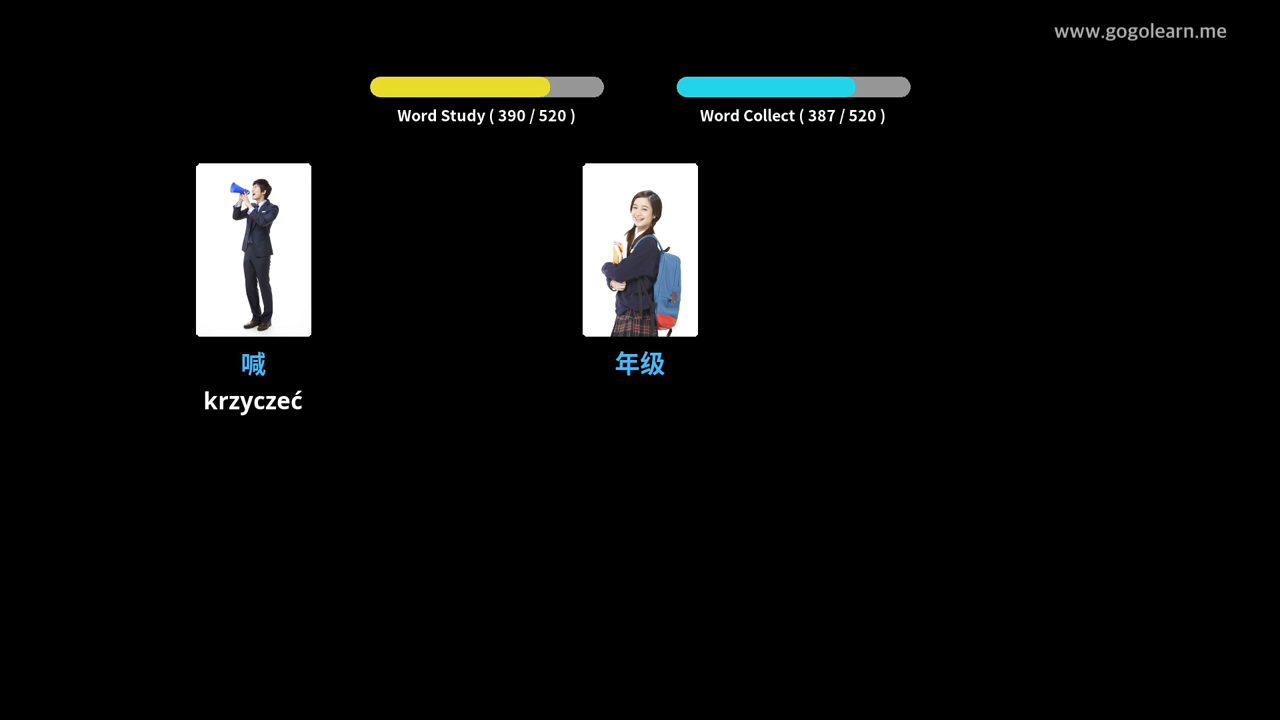 www.gogolearn.me
Word Study ( 390 / 520 )
Word Collect ( 387 / 520 )
喊
年级
krzyczeć